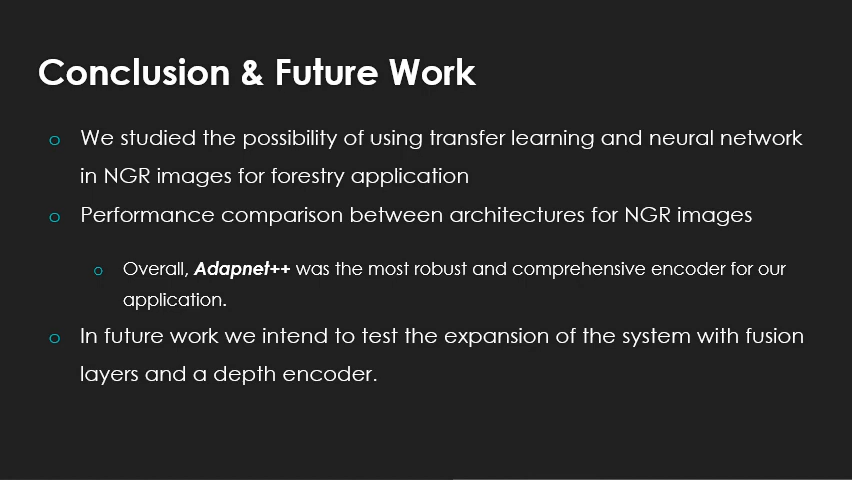 Conclusion & Future Work
o We studied the possibility of using transfer learning and neural network
in NGR images for forestry application
o Performance comparison between architectures for NGR images
o Overall, Adapnet++ was the most robust and comprehensive encoder for our
application.
o In future work we intend to test the expansion of the system with fusion
layers and a depth encoder.